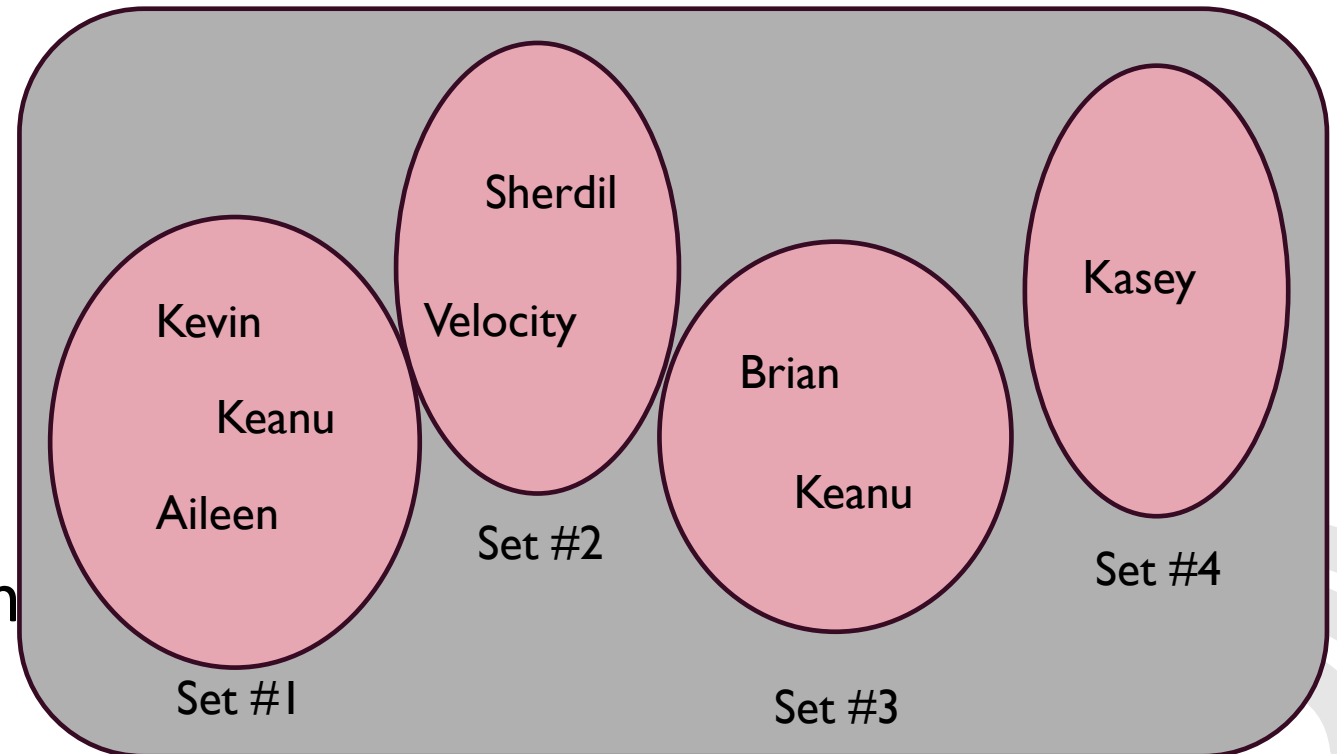 Sherdil
Velocity
Set #2
Kevin
Keanu
Aileen
Set #1
Brian
Keanu
Set #3
Kasey
Set #4
n